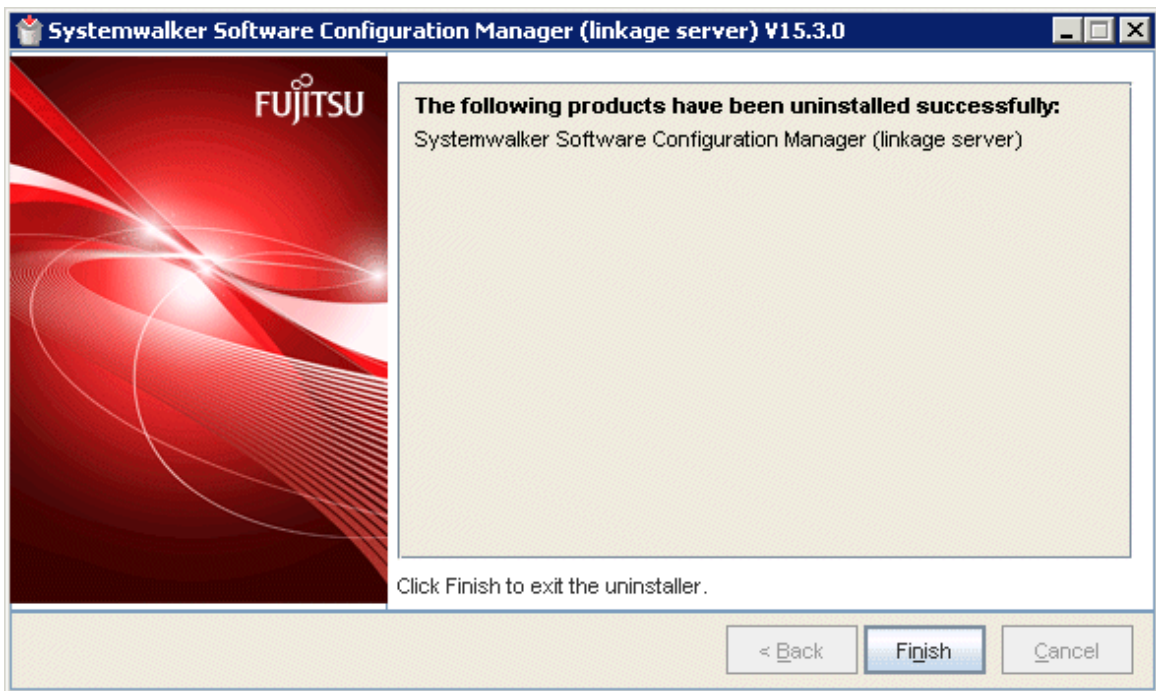 Systemwalker Software Configuration Manager (linkage server) V15.3.0
FUJITSU
The following products have been uninstalled successfully:
Systemwalker Software Configuration Manager (linkage server)
Click Finish to exit the uninstaller.
< Back
Finish
Cancel